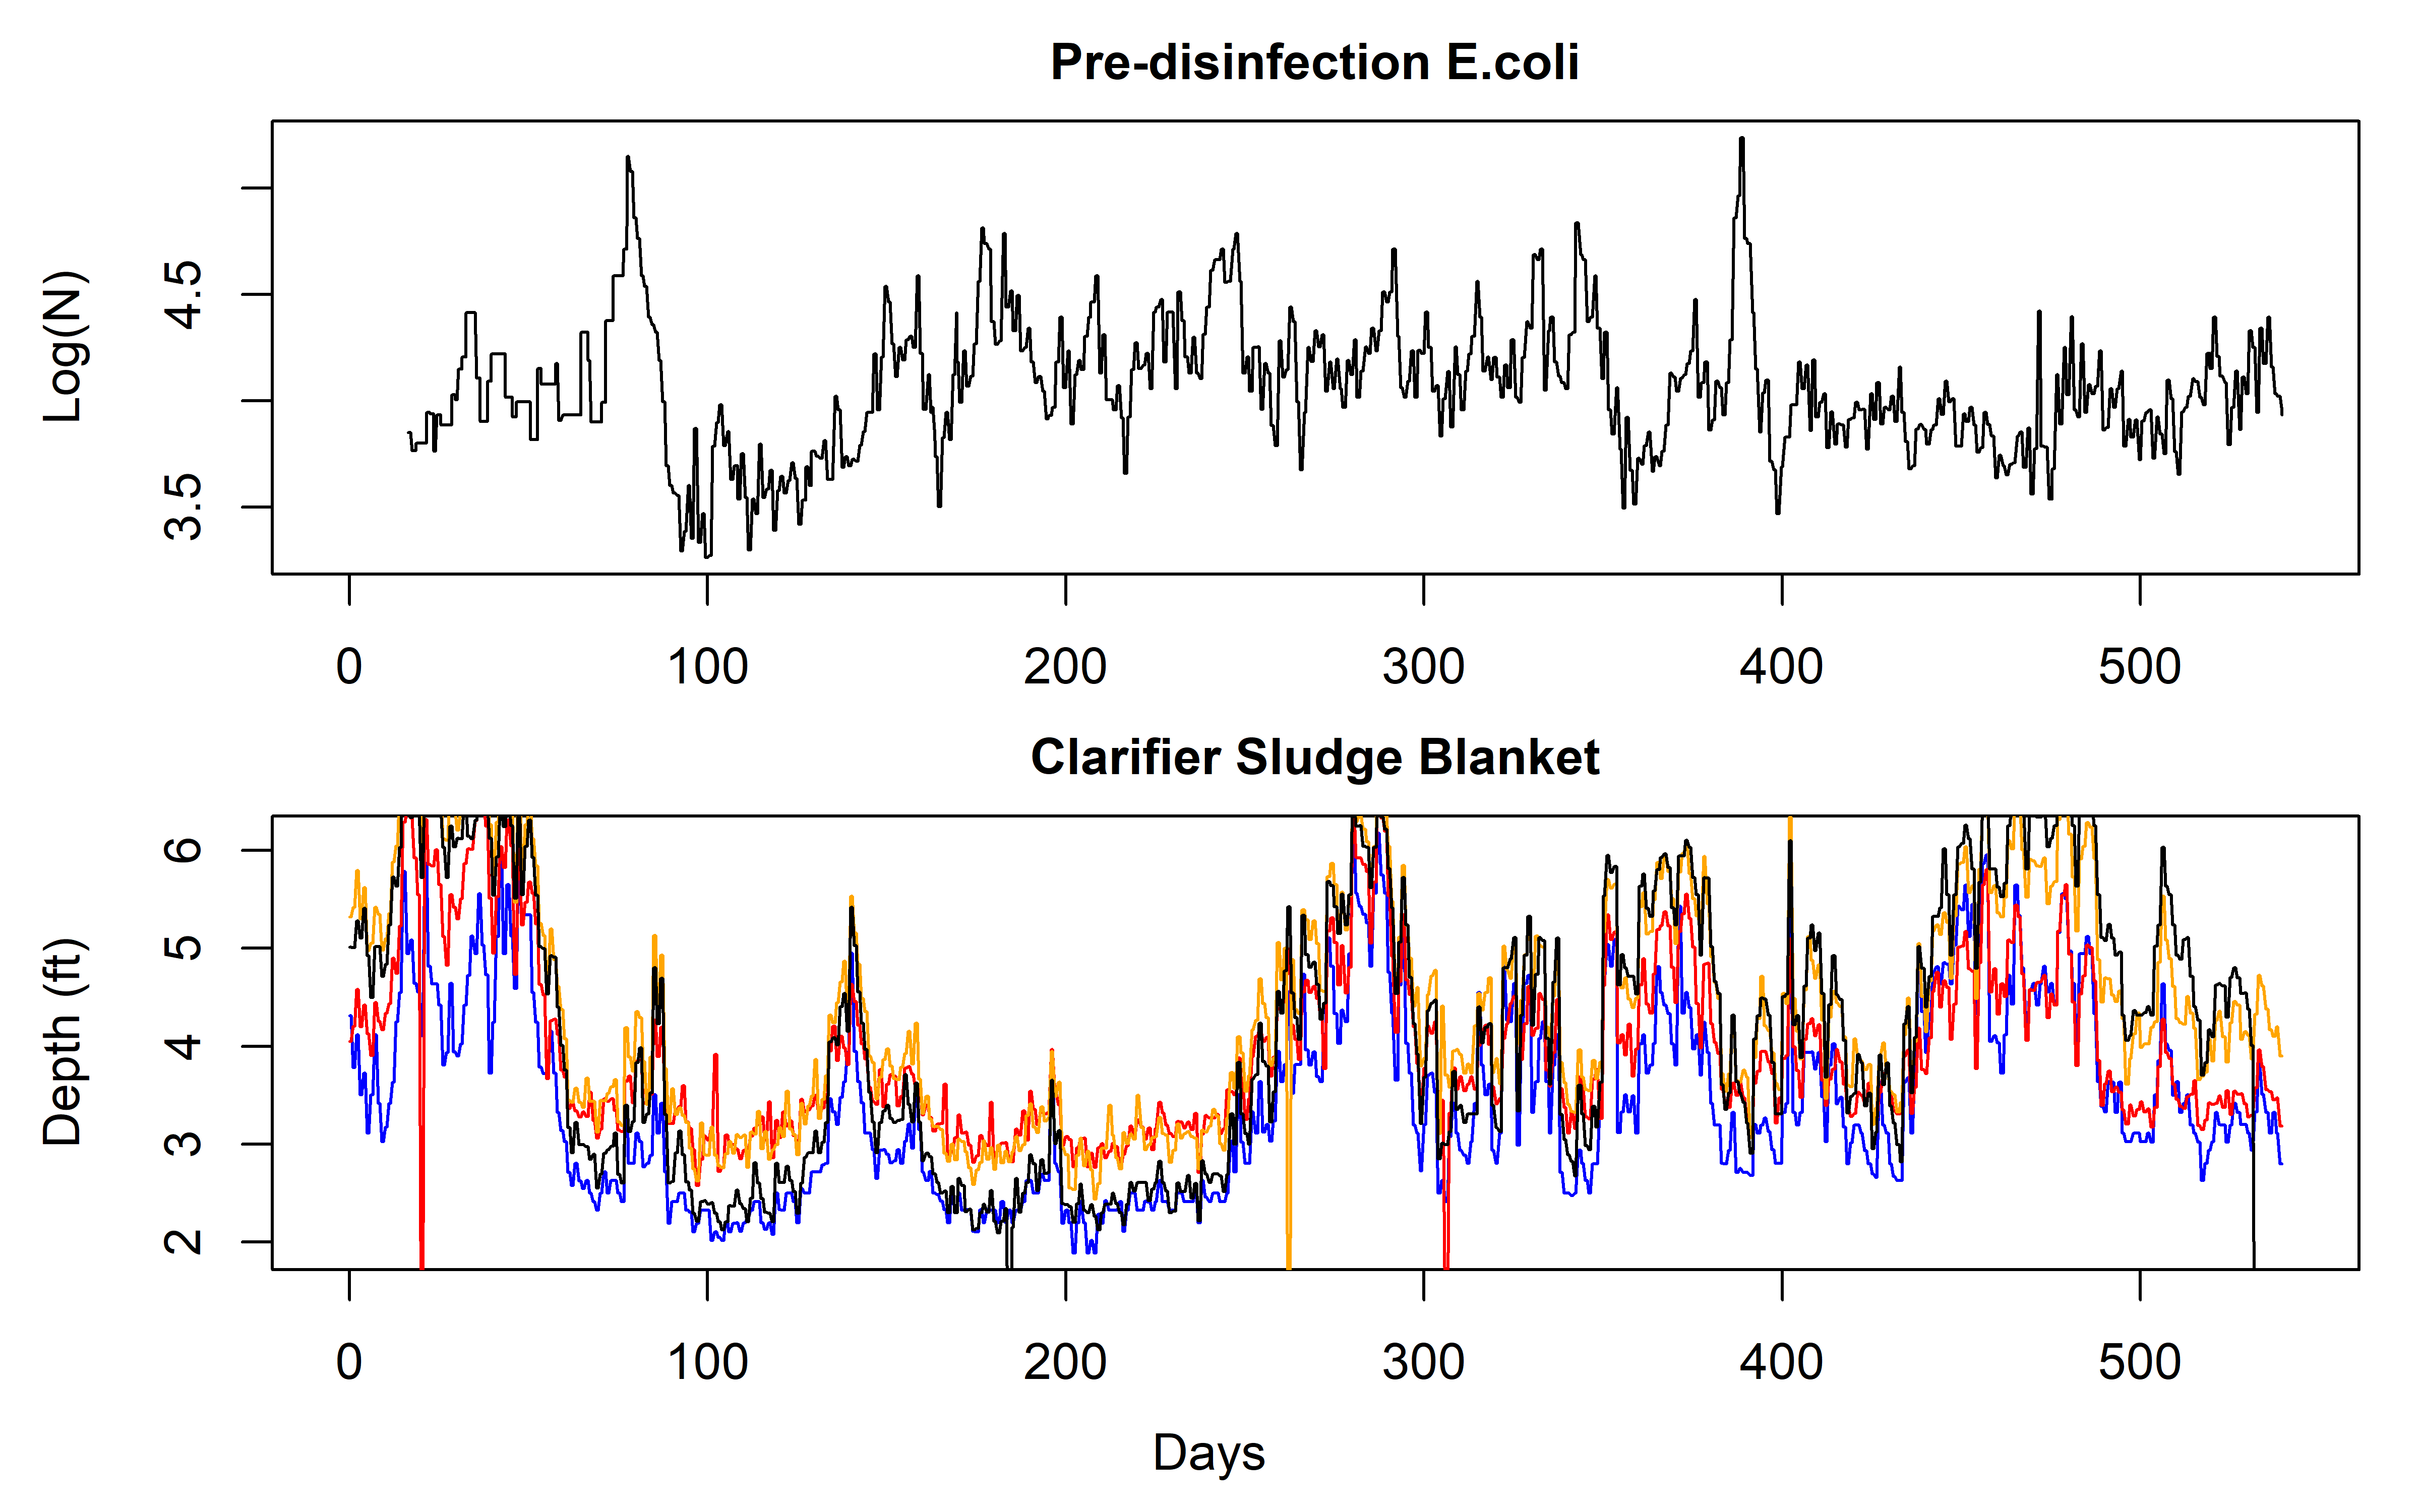 Pre-disinfection E.coli
Log(N)
4.5
3.5
0 100 200 300 400 500
Clarifier Sludge Blanket
Depth (ft)
6
5
4
3
2
0 100 200 300 400 500
Days